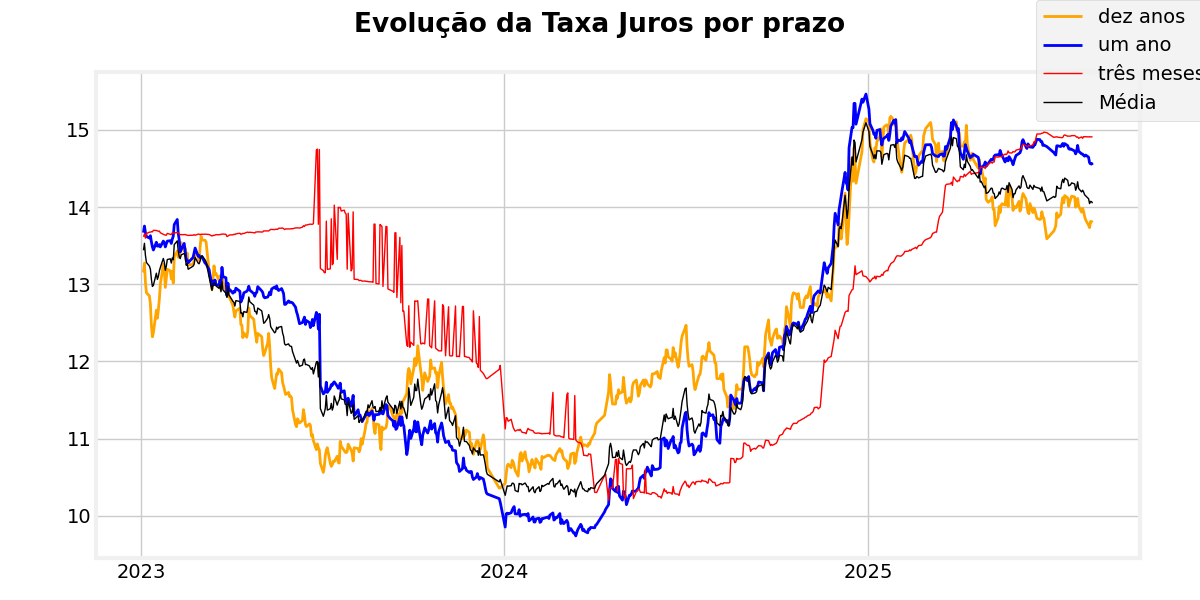 Evolução da Taxa Juros por prazo
dez anos
um ano
três meses
Média
15
14
13
12
11
10
2023
2024
2025